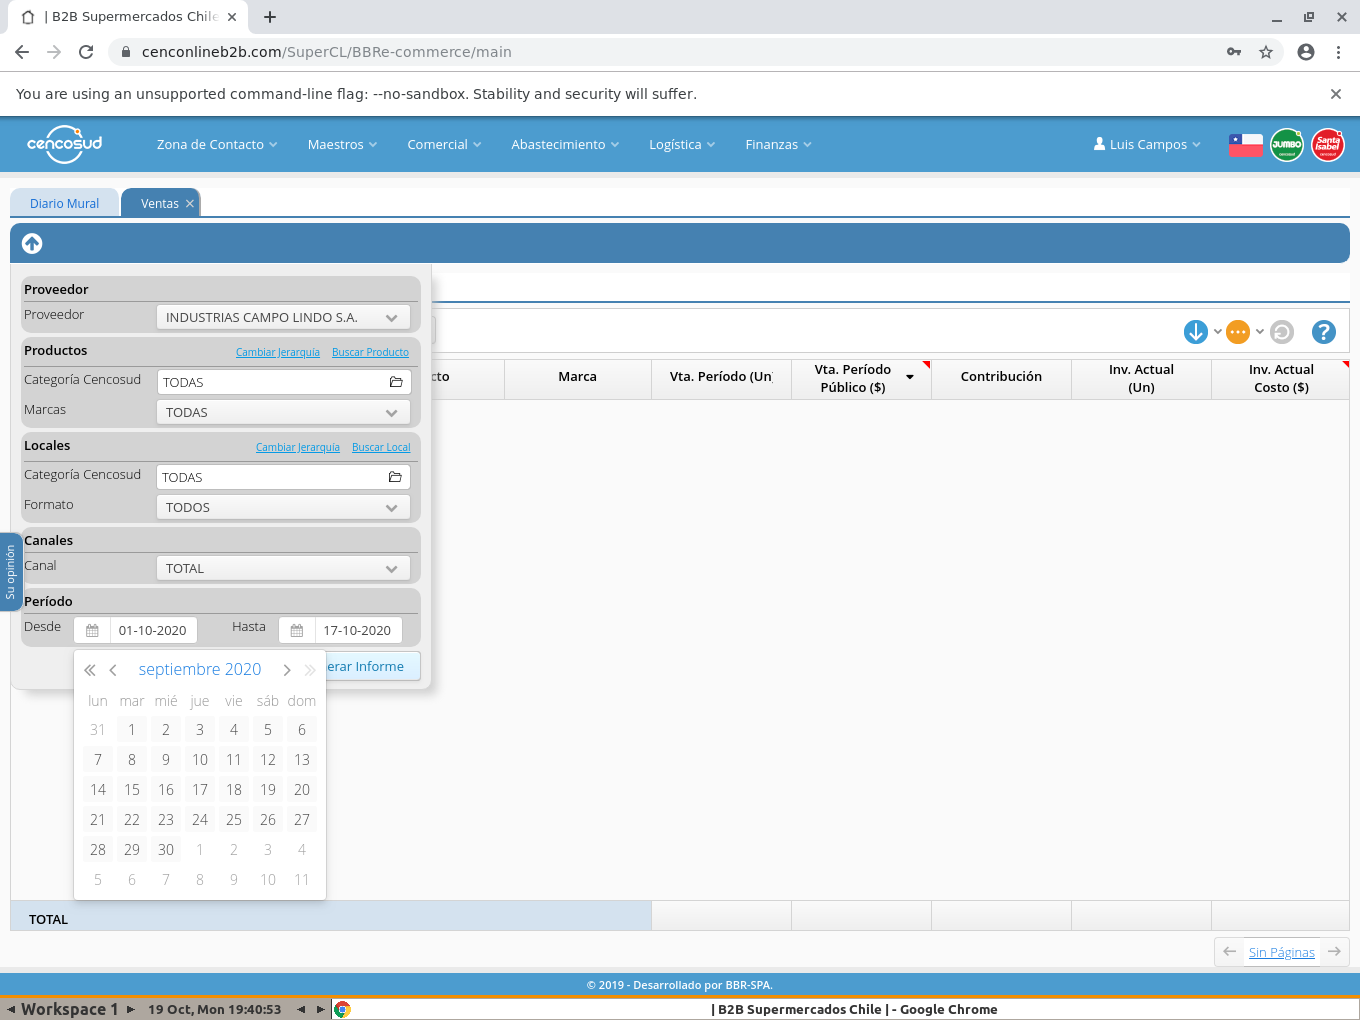 | B2B Supermercados Chile
cenconlineb2b.com/SuperCL/BBRe-commerce/main
You are using an unsupported command-line flag: --no-sandbox. Stability and security will suffer.
cencosud
Zona de Contacto
Maestros
Comercial
Abastecimiento
Logística
Finanzas
Luis Campos
JUMBO
cencosud
Santa Isabel
cencosud
Diario Mural
Ventas
Proveedor
Proveedor
INDUSTRIAS CAMPO LINDO S.A.
Productos
Cambiar Jerarquía
Buscar Producto
Categoría Cencosud
TODAS
Marcas
TODAS
Locales
Cambiar Jerarquía
Buscar Local
Categoría Cencosud
TODAS
Formato
TODOS
Canales
Canal
TOTAL
Período
Desde
01-10-2020
Hasta
17-10-2020
erar Informe
septiembre 2020
lun mar mié jue vie sáb dom
31 1 2 3 4 5 6
7 8 9 10 11 12 13
14 15 16 17 18 19 20
21 22 23 24 25 26 27
28 29 30 1 2 3 4
5 6 7 8 9 10 11
Su opinión
cto
Marca
Vta. Período (Un)
Vta. Período
Público ($)
Contribución
Inv. Actual
(Un)
Inv. Actual
Costo ($)
TOTAL
Sin Páginas
© 2019 - Desarrollado por BBR-SPA.
Workspace 1
19 Oct, Mon 19:40:53
| B2B Supermercados Chile | - Google Chrome